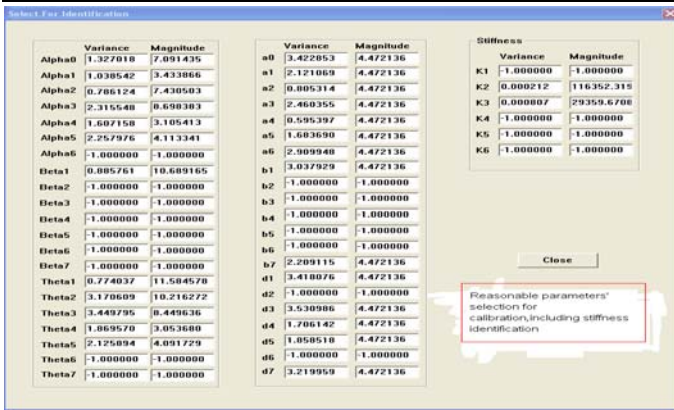 Select For Identification
Variance Magnitude
Alpha0 1.327018 7.091435
Alpha1 1.038542 3.433866
Alpha2 0.786124 7.430503
Alpha3 2.315548 8.698383
Alpha4 1.607158 3.105413
Alpha5 2.257976 4.113341
Alpha6 -1.000000 -1.000000
Beta1 0.885761 10.689165
Beta2 -1.000000 -1.000000
Beta3 -1.000000 -1.000000
Beta4 -1.000000 -1.000000
Beta5 -1.000000 -1.000000
Beta6 -1.000000 -1.000000
Beta7 -1.000000 -1.000000
Theta1 0.774037 11.584578
Theta2 3.170609 10.216272
Theta3 3.449795 8.449636
Theta4 1.869570 3.053680
Theta5 2.125894 4.091729
Theta6 -1.000000 -1.000000
Theta7 -1.000000 -1.000000
Variance Magnitude
a0 3.422853 4.472136
a1 2.121069 4.472136
a2 0.805314 4.472136
a3 2.460355 4.472136
a4 0.595397 4.472136
a5 1.683690 4.472136
a6 2.909948 4.472136
b1 3.037929 4.472136
b2 -1.000000 -1.000000
b3 -1.000000 -1.000000
b4 -1.000000 -1.000000
b5 -1.000000 -1.000000
b6 -1.000000 -1.000000
b7 2.209115 4.472136
d1 3.418076 4.472136
d2 -1.000000 -1.000000
d3 3.530986 4.472136
d4 1.706142 4.472136
d5 1.858518 4.472136
d6 -1.000000 -1.000000
d7 3.219959 4.472136
Stiffness
Variance Magnitude
K1 -1.000000 -1.000000
K2 0.000212 116352.319
K3 0.000807 29359.6708
K4 -1.000000 -1.000000
K5 -1.000000 -1.000000
K6 -1.000000 -1.000000
Close
Reasonable parameters'
selection for
calibration,including stiffness
identification